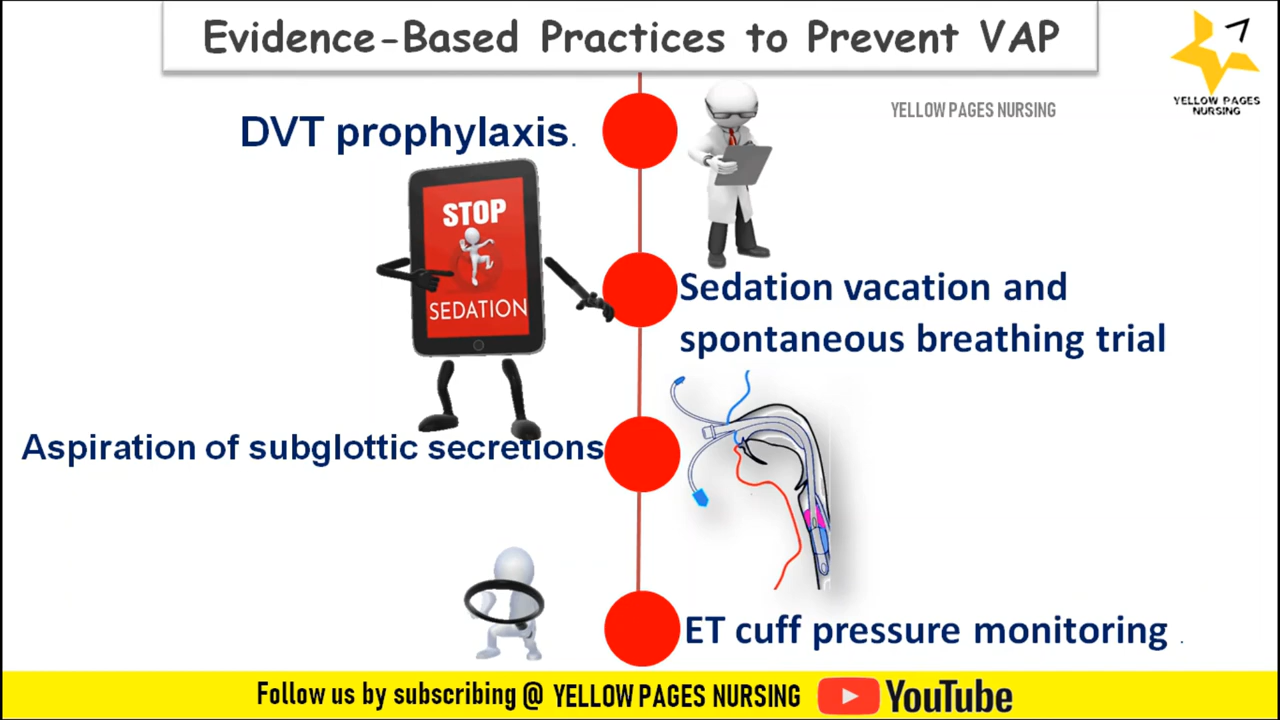 Evidence-Based Practices to Prevent VAP
YELLOW PAGES
NURSING
YELLOW PAGES NURSING
DVT prophylaxis.
STOP
SEDATION
Sedation vacation and
spontaneous breathing trial
Aspiration of subglottic secretions
ET cuff pressure monitoring .
Follow us by subscribing @ YELLOW PAGES NURSING YouTube